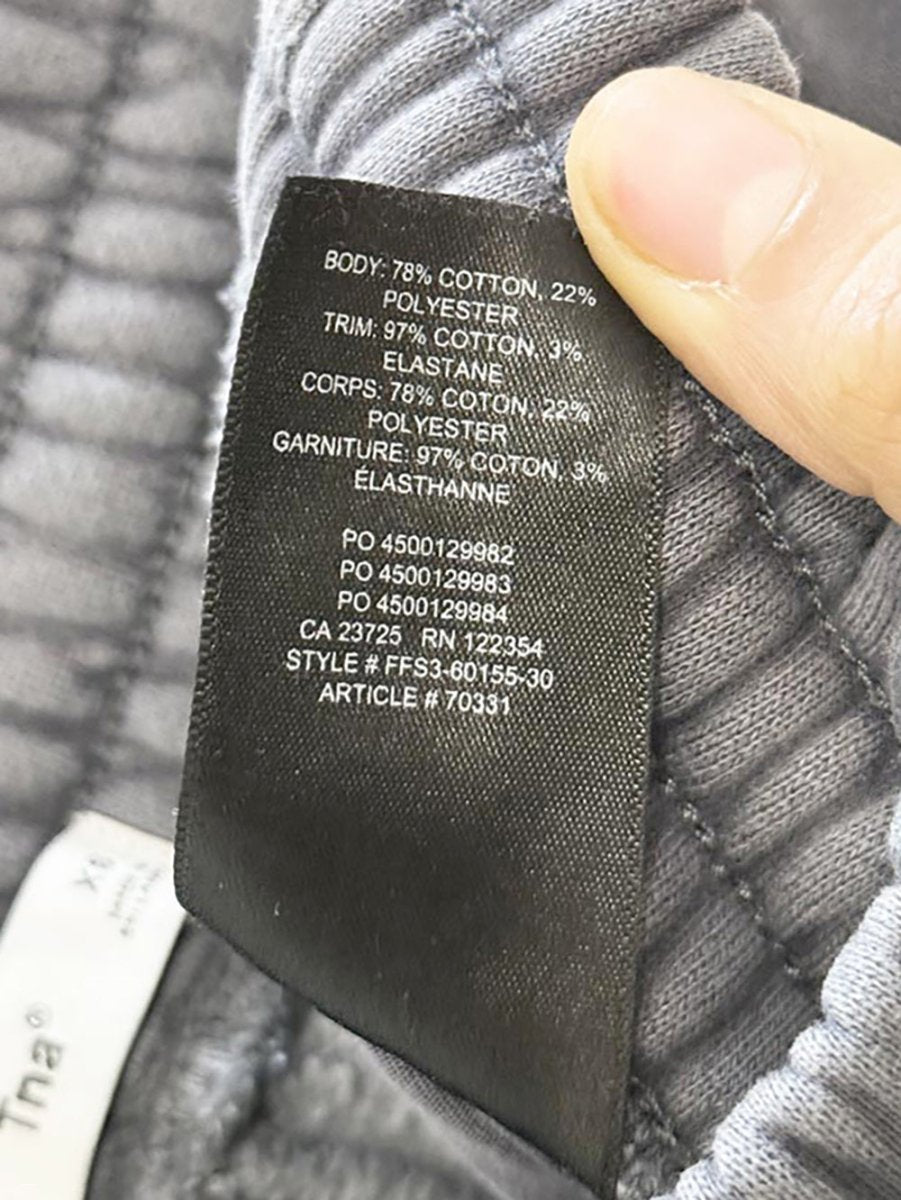 BODY: 78% COTTON, 22%
POLYESTER
TRIM: 97% COTTON, 3%
ELASTANE
CORPS: 78% COTON, 22%
POLYESTER
GARNITURE: 97% COTON, 3%
ÉLASTHANNE
PO 4500129982
PO 4500129983
PO 4500129984
CA 23725 RN 122354
STYLE # FFS3-60155-30
ARTICLE # 70331
Tna®